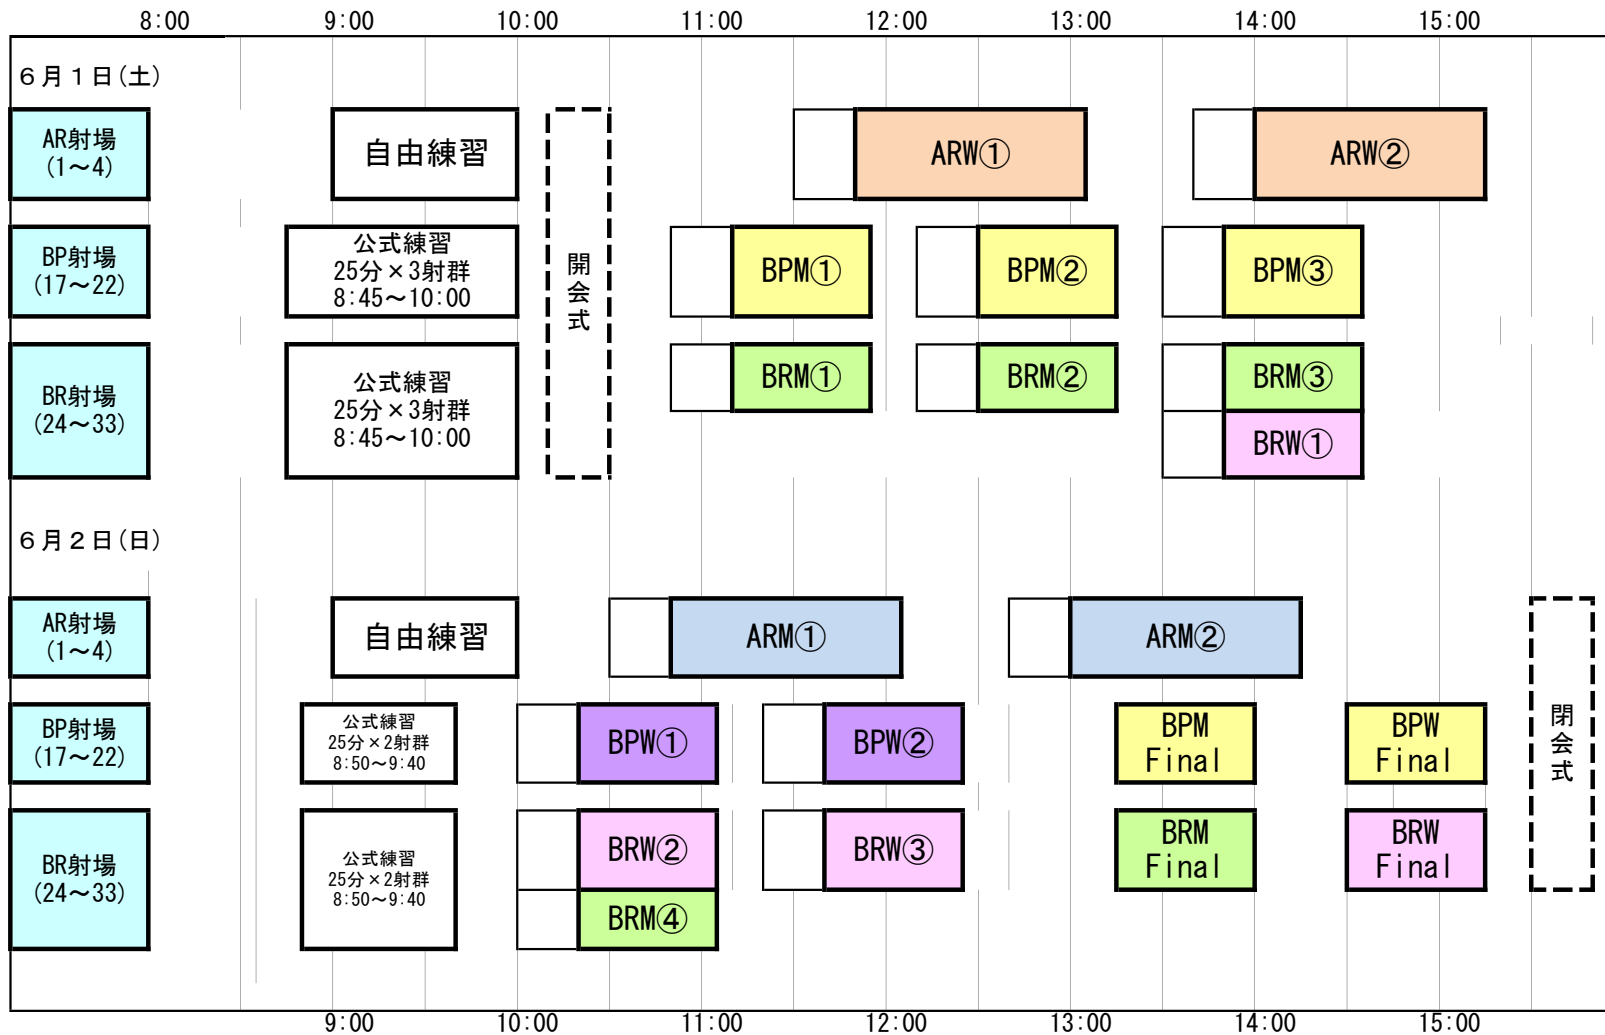 8:00 9:00 10:00 11:00 12:00 13:00 14:00 15:00
6月1日(土)
AR射場
(1～4)
自由練習
ARW①
ARW②
BP射場
(17～22)
公式練習
25分×3射群
8:45～10:00
開会式
BPM①
BPM②
BPM③
BR射場
(24～33)
公式練習
25分×3射群
8:45～10:00
BRM①
BRM②
BRM③
BRW①
6月2日(日)
AR射場
(1～4)
自由練習
ARM①
ARM②
BP射場
(17～22)
公式練習
25分×2射群
8:50～9:40
BPW①
BPW②
BPM
Final
BPW
Final
閉会式
BR射場
(24～33)
公式練習
25分×2射群
8:50～9:40
BRW②
BRW③
BRM
Final
BRW
Final
BRM④
9:00 10:00 11:00 12:00 13:00 14:00 15:00